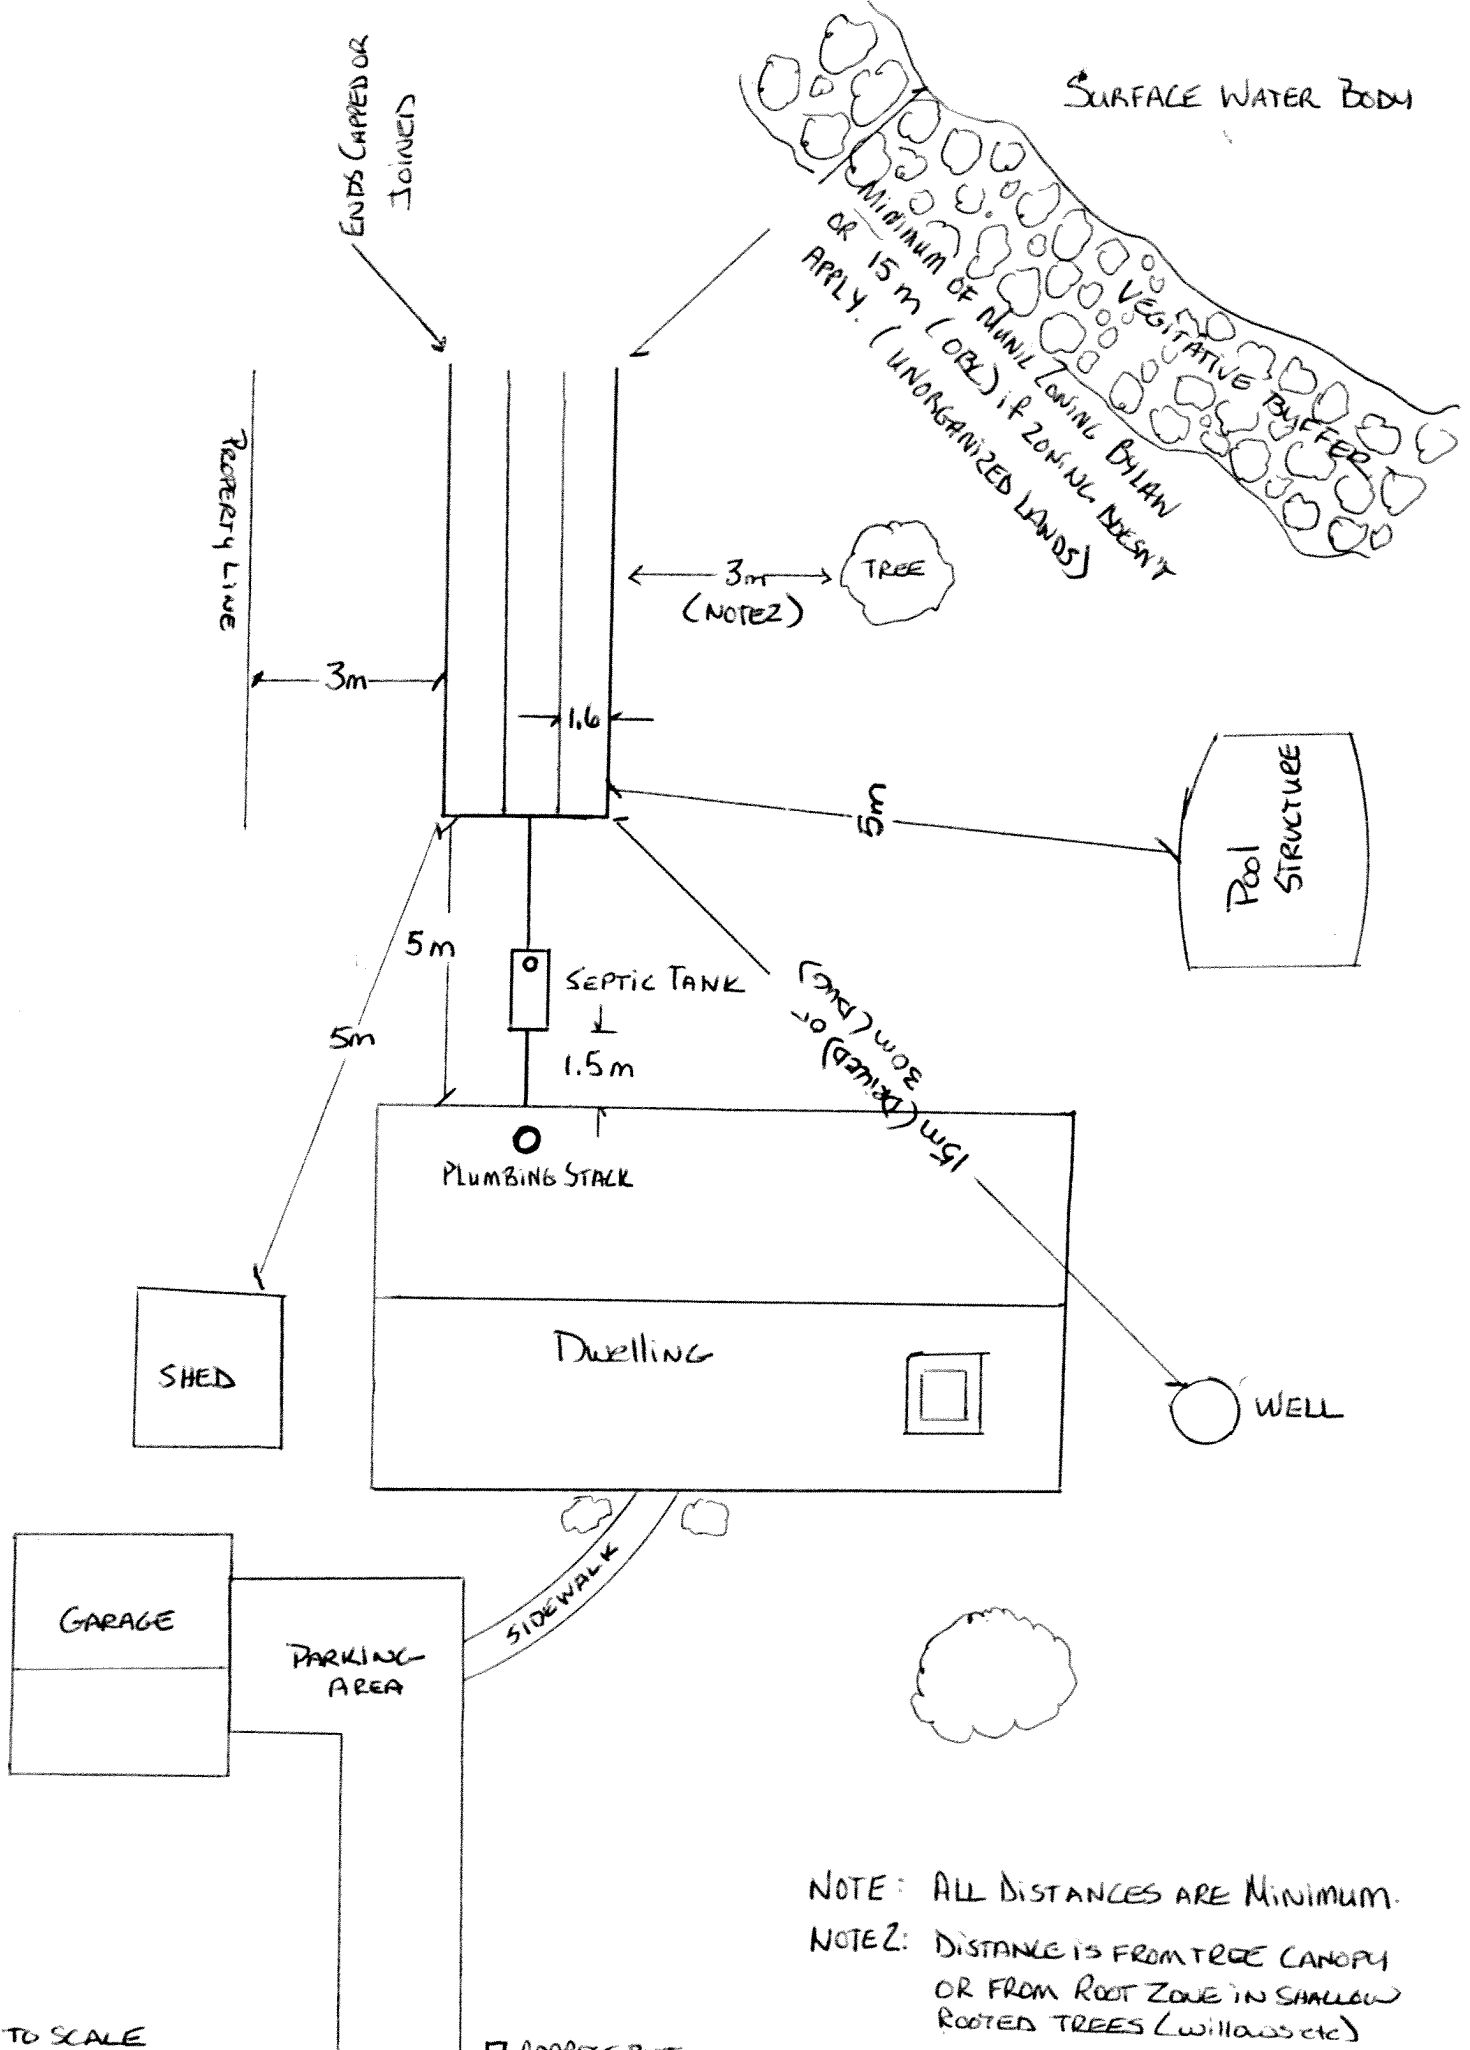 SURFACE WATER BODY
ENDS CAPPED OR
JOINED
VEGITATIVE BUFFER
MINIMUM OF MUNIC ZONING BYLAW
OR 15 m (OBC) if ZONING DOESN'T
APPLY. (UNORGANIZED LANDS)
PROPERTY LINE
3m
(NOTE2)
TREE
3m
1.6
5m
Pool
STRUCTURE
5m
5m
SEPTIC TANK
1.5m
15m (DRILLED) or
30m (DUG)
PLUMBING STACK
Dwelling
SHED
WELL
SIDEWALK
GARAGE
PARKING
AREA
NOTE: ALL DISTANCES ARE MINIMUM.
NOTE2: DISTANCE IS FROM TREE CANOPY
OR FROM ROOT ZONE IN SHALLOW
ROOTED TREES (willows etc)
TO SCALE